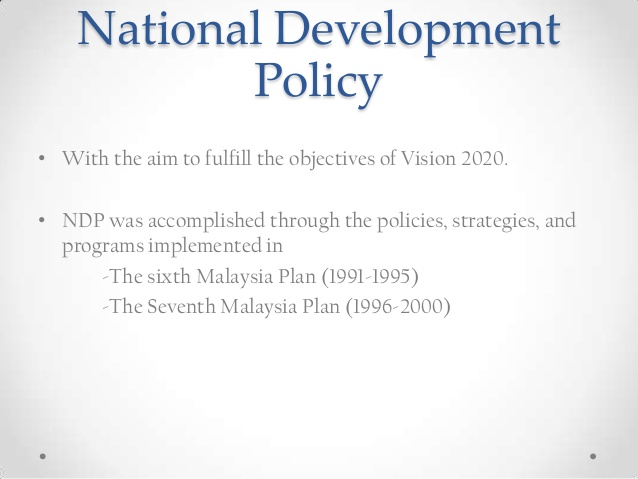 National Development
Policy
• With the aim to fulfill the objectives of Vision 2020.
• NDP was accomplished through the policies, strategies, and
programs implemented in
-The sixth Malaysia Plan (1991-1995)
-The Seventh Malaysia Plan (1996-2000)